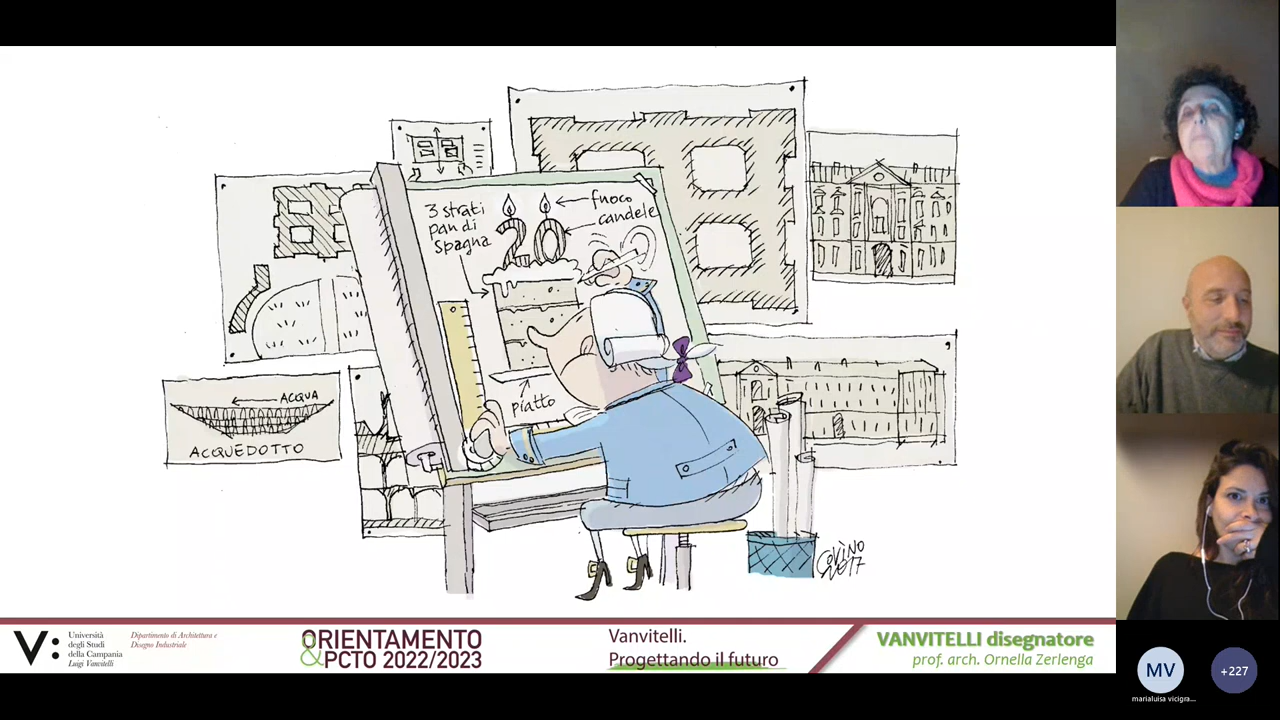 3 strati
pan di
spagna
fuoco
candele
20
piatto
ACQUA
ACQUEDOTTO
COVINO
2017
V:
Università
degli Studi
della Campania
Luigi Vanvitelli
Dipartimento di Architettura e
Disegno Industriale
ORIENTAMENTO
&PCTO 2022/2023
Vanvitelli.
Progettando il futuro
VANVITELLI disegnatore
prof. arch. Ornella Zerlenga
MV
marialuisa vicigra...
+227